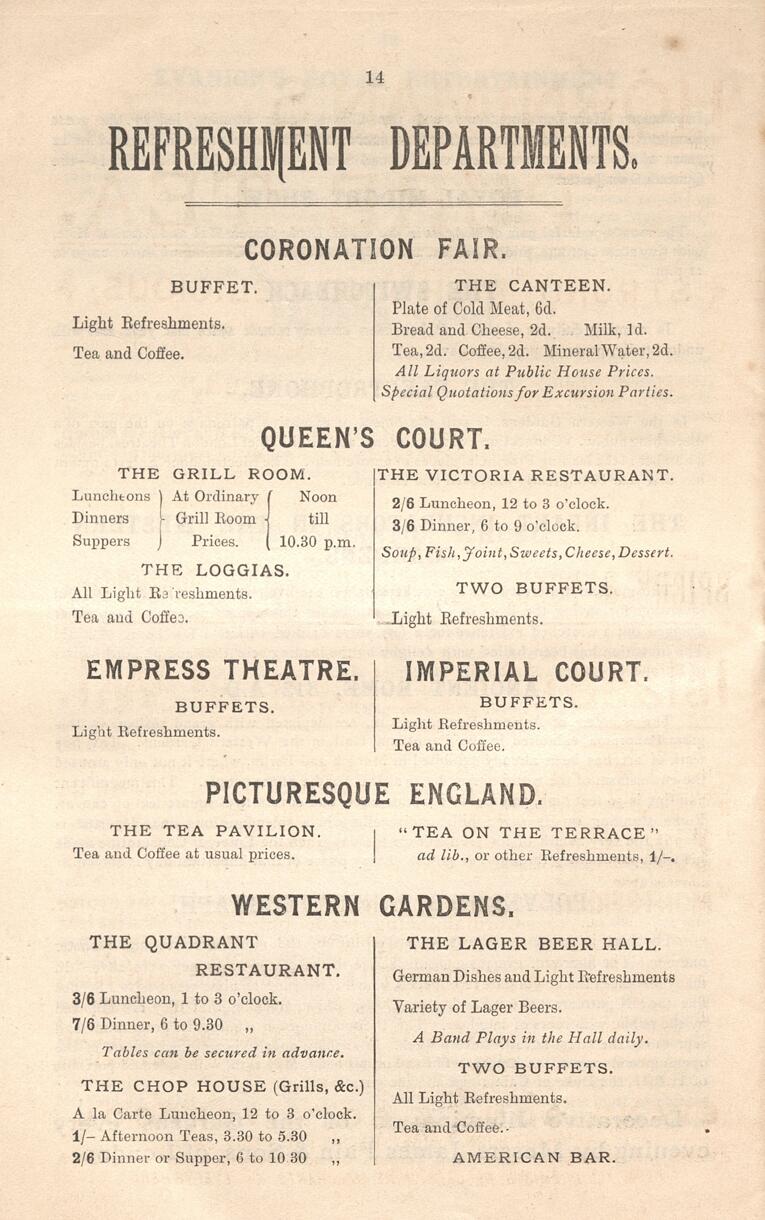 14
REFRESHMENT DEPARTMENTS.
CORONATION FAIR.
BUFFET.
Light Refreshments.
Tea and Coffee.
THE CANTEEN.
Plate of Cold Meat, 6d.
Bread and Cheese, 2d. Milk, 1d.
Tea, 2d. Coffee, 2d. Mineral Water, 2d.
All Liquors at Public House Prices.
Special Quotations for Excursion Parties.
QUEEN'S COURT.
THE GRILL ROOM.
Luncheons } At Ordinary { Noon
Dinners } Grill Room { till
Suppers } Prices. { 10.30 p.m.
THE LOGGIAS.
All Light Refreshments.
Tea and Coffee.
THE VICTORIA RESTAURANT.
2/6 Luncheon, 12 to 3 o'clock.
3/6 Dinner, 6 to 9 o'clock.
Soup, Fish, Joint, Sweets, Cheese, Dessert.
TWO BUFFETS.
Light Refreshments.
EMPRESS THEATRE.
BUFFETS.
Light Refreshments.
IMPERIAL COURT.
BUFFETS.
Light Refreshments.
Tea and Coffee.
PICTURESQUE ENGLAND.
THE TEA PAVILION.
Tea and Coffee at usual prices.
"TEA ON THE TERRACE"
ad lib., or other Refreshments, 1/-.
WESTERN GARDENS.
THE QUADRANT
RESTAURANT.
3/6 Luncheon, 1 to 3 o'clock.
7/6 Dinner, 6 to 9.30 „
Tables can be secured in advance.
THE CHOP HOUSE (Grills, &c.)
A la Carte Luncheon, 12 to 3 o'clock.
1/- Afternoon Teas, 3.30 to 5.30 „
2/6 Dinner or Supper, 6 to 10 30 „
THE LAGER BEER HALL.
German Dishes and Light Refreshments
Variety of Lager Beers.
A Band Plays in the Hall daily.
TWO BUFFETS.
All Light Refreshments.
Tea and Coffee.
AMERICAN BAR.